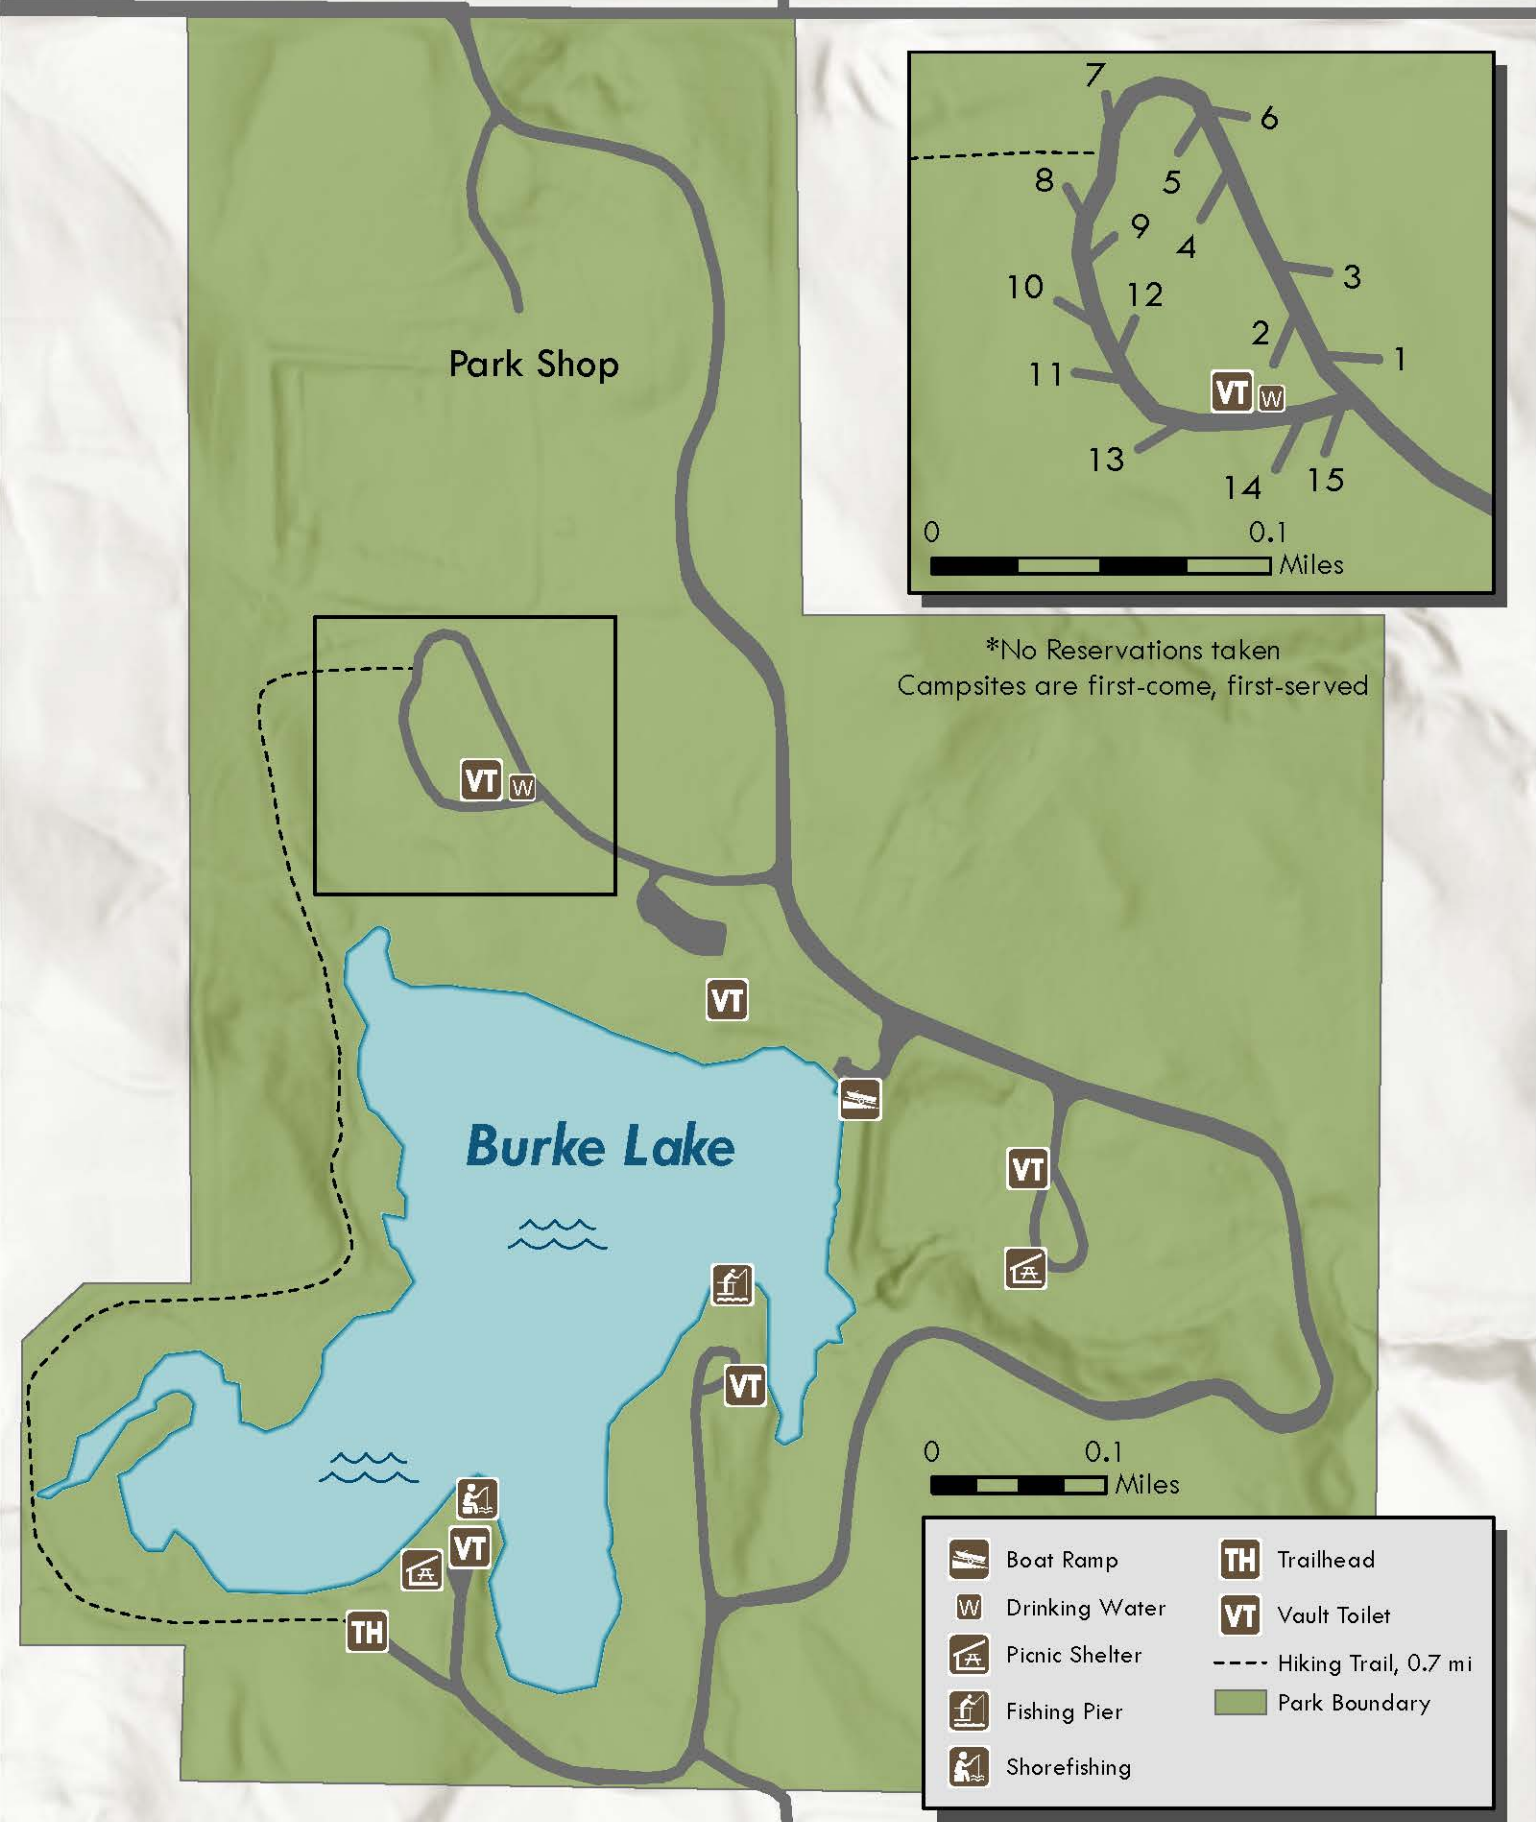 7
6
8
5
9
4
10
12
3
2
1
11
VT
W
13
14
15
0 0.1
Miles
Park Shop
*No Reservations taken
Campsites are first-come, first-served
VT
W
VT
Burke Lake
VT
VT
VT
TH
0 0.1
Miles
Boat Ramp
W Drinking Water
Picnic Shelter
Fishing Pier
Shorefishing
TH Trailhead
VT Vault Toilet
Hiking Trail, 0.7 mi
Park Boundary